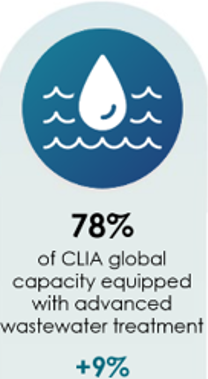 78%
of CLIA global
capacity equipped
with advanced
wastewater treatment
+9%